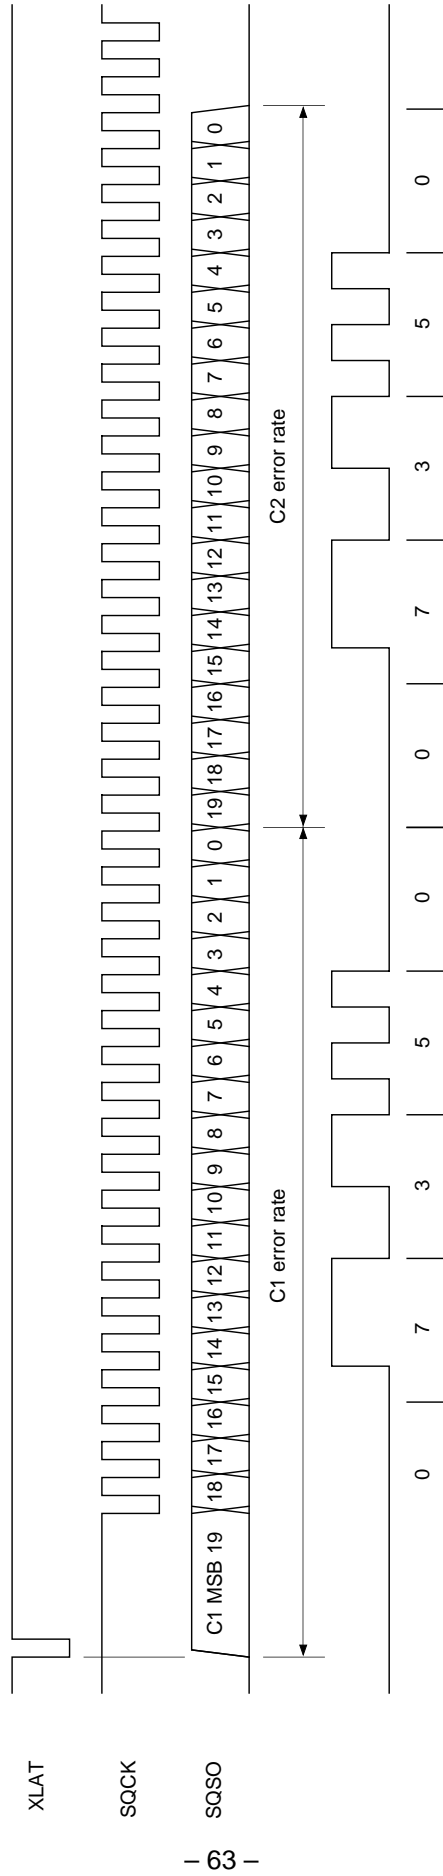 XLAT
SQCK
SQSO
C1 MSB 19 18 17 16 15 14 13 12 11 10 9 8 7 6 5 4 3 2 1 0 19 18 17 16 15 14 13 12 11 10 9 8 7 6 5 4 3 2 1 0
C1 error rate
C2 error rate
0 7 3 5 0 0 7 3 5 0
– 63 –